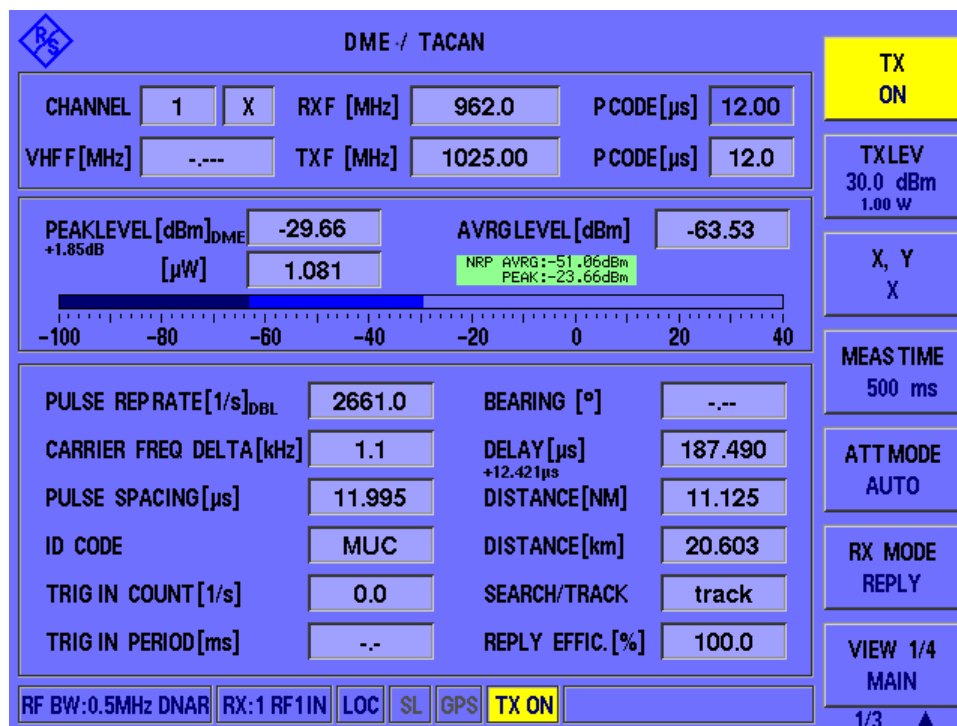 R/S
DME / TACAN
CHANNEL 1 X RXF [MHz] 962.0 P CODE[µs] 12.00
VHF F[MHz] -.--- TXF [MHz] 1025.00 P CODE[µs] 12.0
PEAKLEVEL[dBm]DME -29.66 AVRG LEVEL[dBm] -63.53
+1.85dB
[µW] 1.081 NRP AVRG:-51.06dBm
PEAK:-23.66dBm
-100 -80 -60 -40 -20 0 20 40
PULSE REP RATE[1/s]DBL 2661.0 BEARING [°] -.--
CARRIER FREQ DELTA[kHz] 1.1 DELAY[µs] 187.490
+12.421µs
PULSE SPACING[µs] 11.995 DISTANCE[NM] 11.125
ID CODE MUC DISTANCE[km] 20.603
TRIG IN COUNT[1/s] 0.0 SEARCH/TRACK track
TRIG IN PERIOD[ms] -.- REPLY EFFIC.[%] 100.0
RF BW:0.5MHz DNAR RX:1 RF1IN LOC SL GPS TX ON
TX
ON
TX LEV
30.0 dBm
1.00 W
X, Y
X
MEAS TIME
500 ms
ATT MODE
AUTO
RX MODE
REPLY
VIEW 1/4
MAIN
1/3 ▲